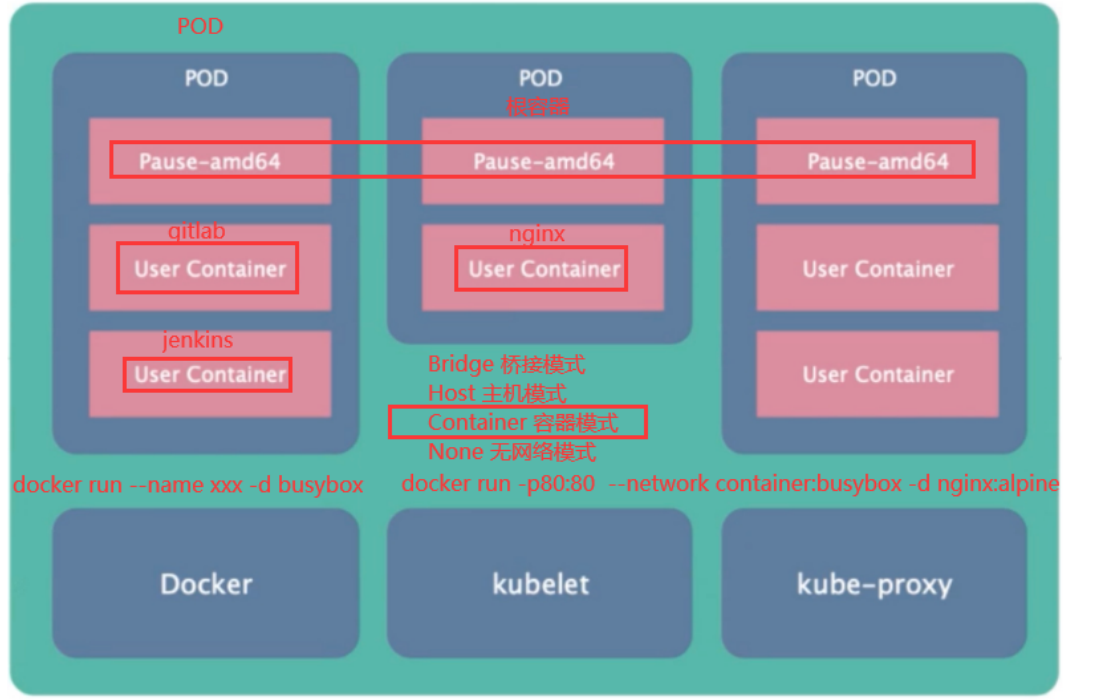 POD
POD
POD
POD
根容器
Pause-amd64
Pause-amd64
Pause-amd64
gitlab
nginx
User Container
User Container
User Container
jenkins
User Container
User Container
Bridge 桥接模式
Host 主机模式
Container 容器模式
None 无网络模式
docker run --name xxx -d busybox
docker run -p80:80 --network container:busybox -d nginx:alpine
Docker
kubelet
kube-proxy